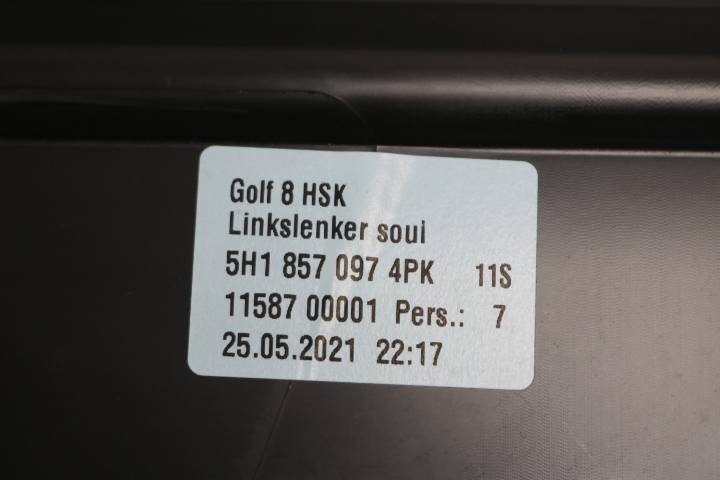 Golf 8 HSK
Linkslenker soul
5H1 857 097 4PK 11S
11587 00001 Pers.: 7
25.05.2021 22:17